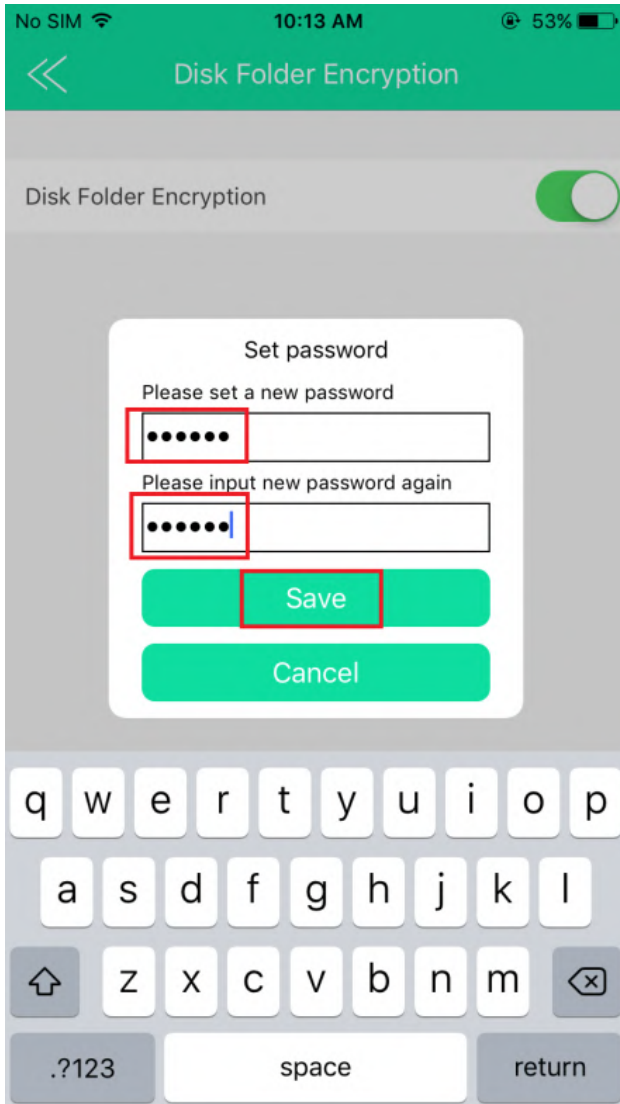 No SIM 10:13 AM 53%
Disk Folder Encryption
Disk Folder Encryption
Set password
Please set a new password
••••••
Please input new password again
••••••
Save
Cancel
q w e r t y u i o p
a s d f g h j k l
z x c v b n m
.?123 space return